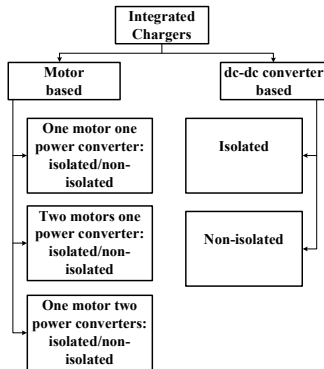 Integrated
Chargers
Motor
based
dc-dc converter
based
One motor one
power converter:
isolated/non-
isolated
Isolated
Two motors one
power converter:
isolated/non-
isolated
Non-isolated
One motor two
power converters:
isolated/non-
isolated